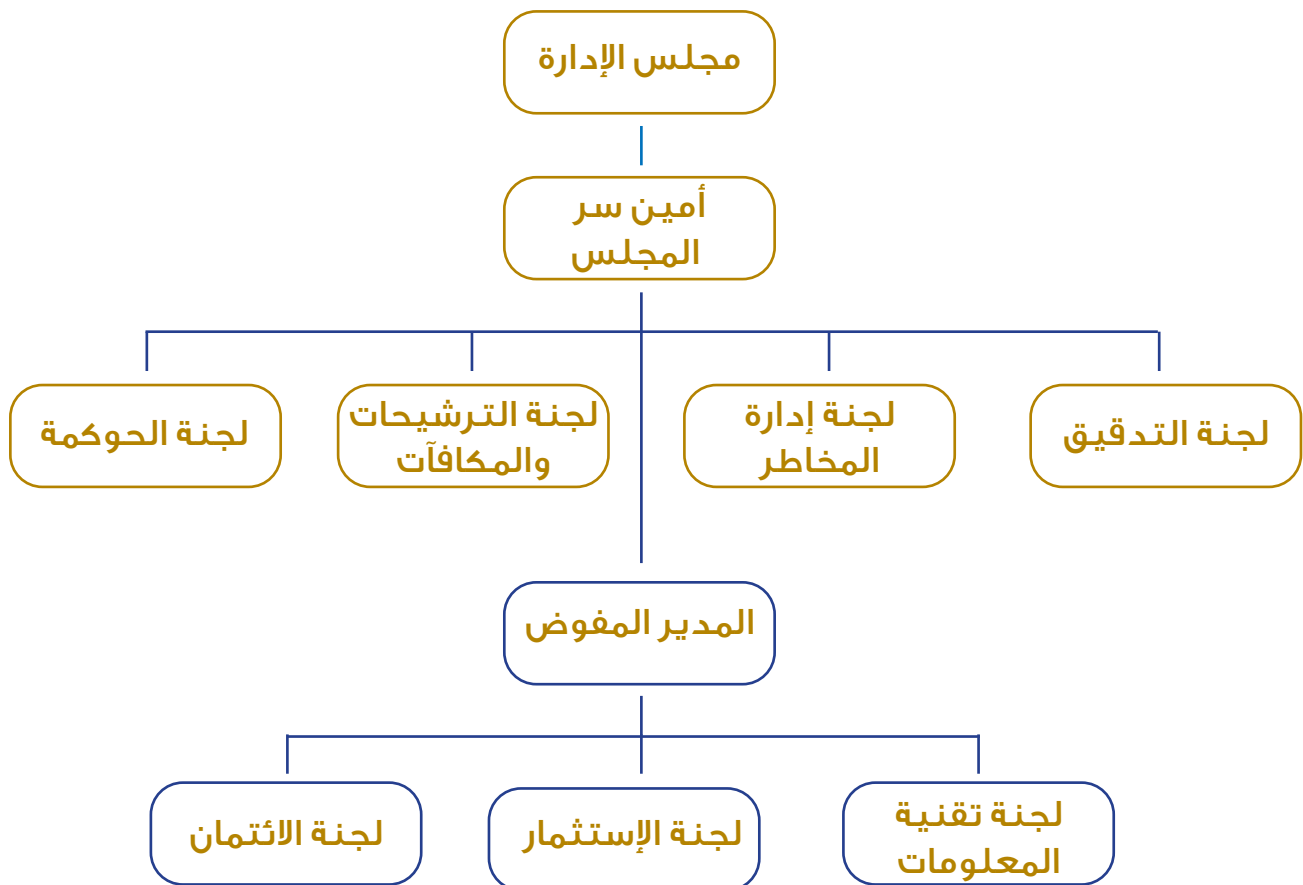 مجلس الإدارة
أمين سر
المجلس
لجنة التدقيق
لجنة إدارة
المخاطر
لجنة الترشيحات
والمكافآت
لجنة الحوكمة
المدير المفوض
لجنة تقنية
المعلومات
لجنة الإستثمار
لجنة الائتمان